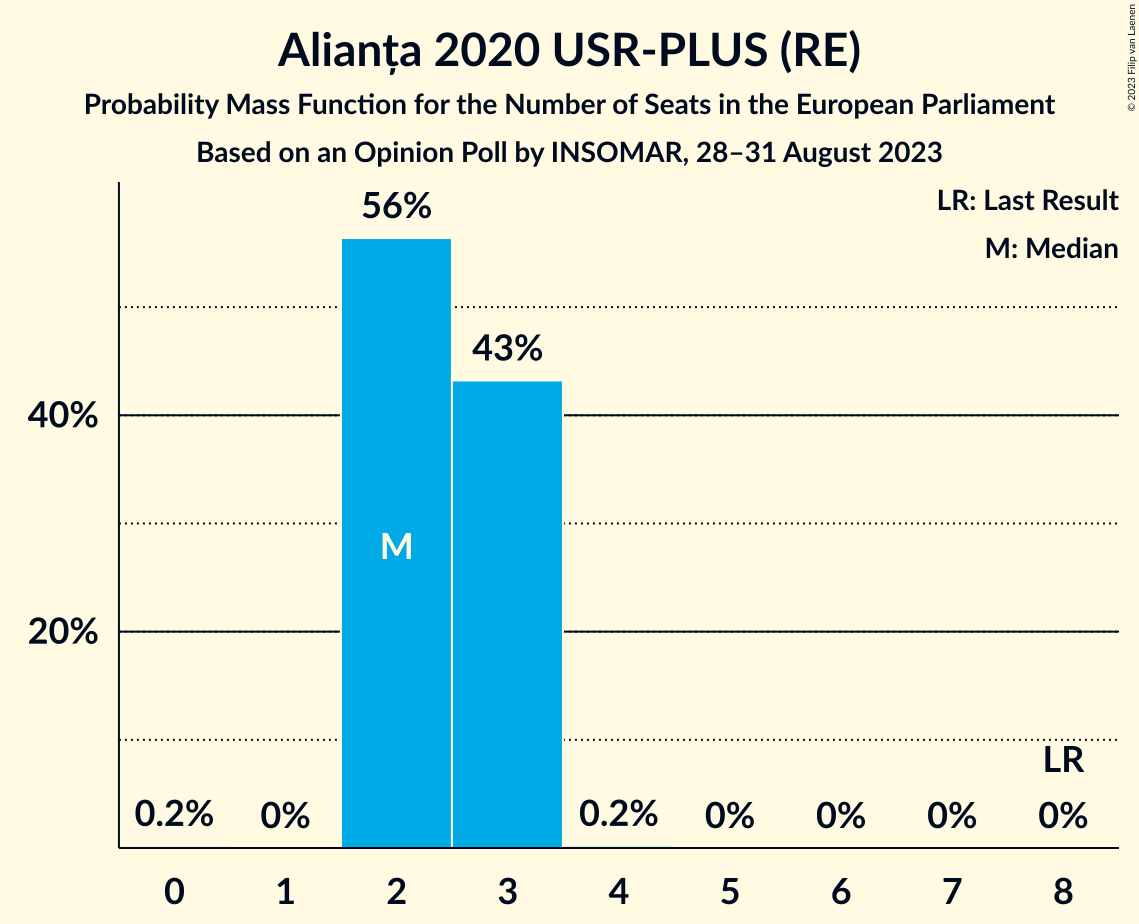 Alianța 2020 USR-PLUS (RE)
Probability Mass Function for the Number of Seats in the European Parliament
Based on an Opinion Poll by INSOMAR, 28–31 August 2023
© 2023 Filip van Laenen
LR: Last Result
M: Median
56%
43%
40%
M
20%
LR
0.2% 0% 0.2% 0% 0% 0% 0%
0 1 2 3 4 5 6 7 8